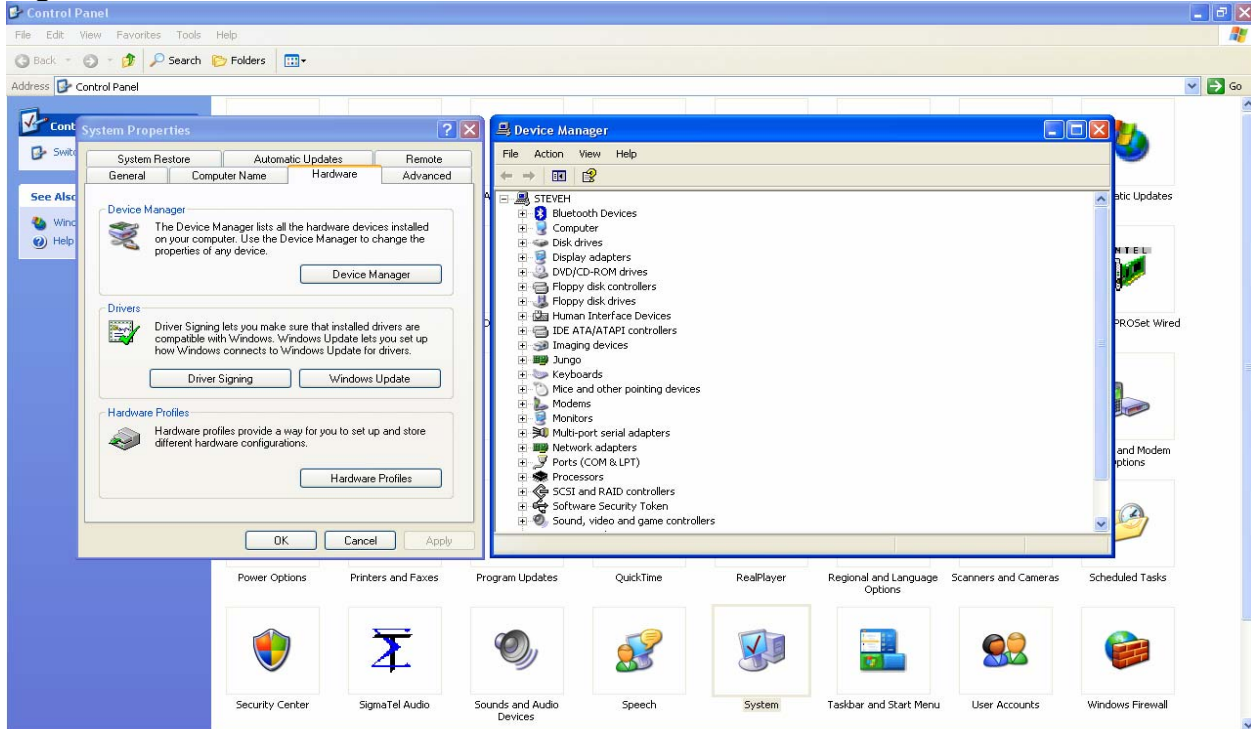 Control Panel
File Edit View Favorites Tools Help
Back Search Folders
Address Control Panel Go
Cont
See Also
Help
System Properties
System Restore Automatic Updates Remote
General Computer Name Hardware Advanced
Device Manager
The Device Manager lists all the hardware devices installed
on your computer. Use the Device Manager to change the
properties of any device.
Device Manager
Drivers
Driver Signing lets you make sure that installed drivers are
compatible with Windows. Windows Update lets you set up
how Windows connects to Windows Update for drivers.
Driver Signing Windows Update
Hardware Profiles
Hardware profiles provide a way for you to set up and store
different hardware configurations.
Hardware Profiles
OK Cancel Apply
Device Manager
File Action View Help
STEVEH
Bluetooth Devices
Computer
Disk drives
Display adapters
DVD/CD-ROM drives
Floppy disk controllers
Floppy disk drives
Human Interface Devices
IDE ATA/ATAPI controllers
Imaging devices
Jungo
Keyboards
Mice and other pointing devices
Modems
Monitors
Multi-port serial adapters
Network adapters
Ports (COM & LPT)
Processors
SCSI and RAID controllers
Software Security Token
Sound, video and game controllers
atic Updates
NTEL
PROSet Wired
and Modem
ptions
Power Options Printers and Faxes Program Updates QuickTime RealPlayer Regional and Language Scanners and Cameras Scheduled Tasks
Options
Security Center SigmaTel Audio Sounds and Audio Speech System Taskbar and Start Menu User Accounts Windows Firewall
Devices